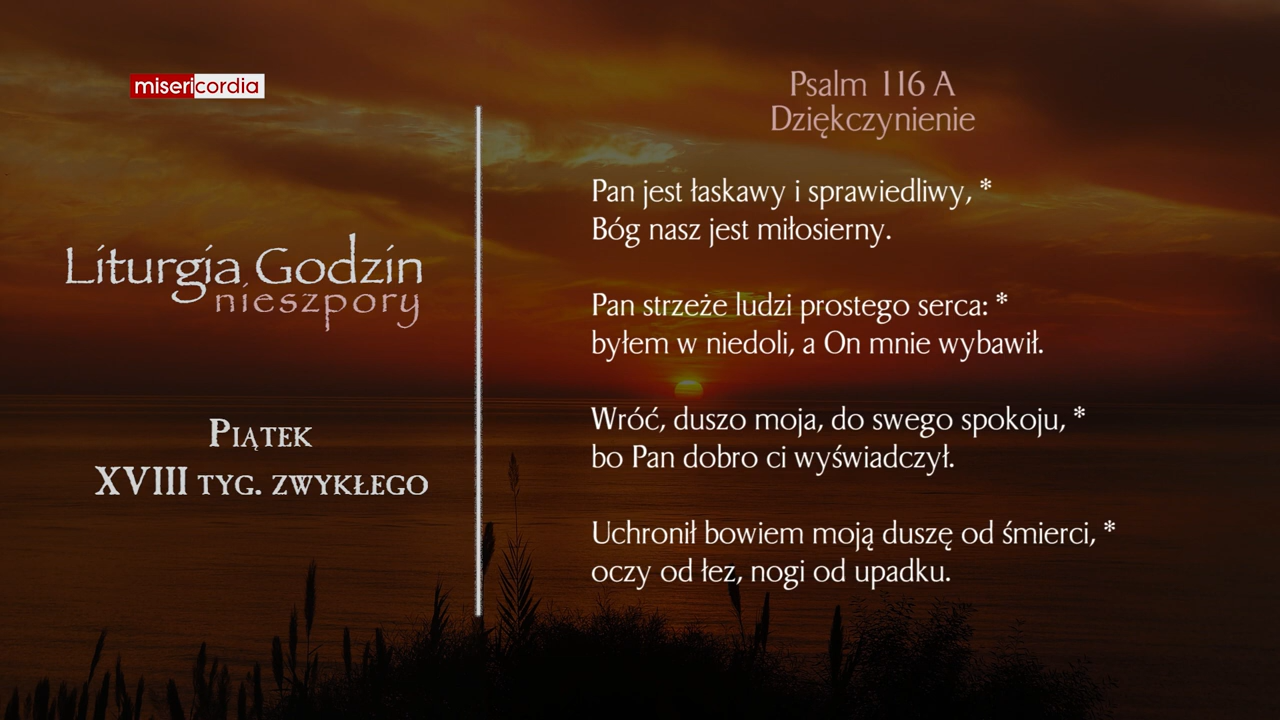 misericordia
Liturgia Godzin
nieszpory
Piątek
XVIII tyg. zwykłego
Psalm 116 A
Dziękczynienie
Pan jest łaskawy i sprawiedliwy, *
Bóg nasz jest miłosierny.
Pan strzeże ludzi prostego serca: *
byłem w niedoli, a On mnie wybawił.
Wróć, duszo moja, do swego spokoju, *
bo Pan dobro ci wyświadczył.
Uchronił bowiem moją duszę od śmierci, *
oczy od łez, nogi od upadku.